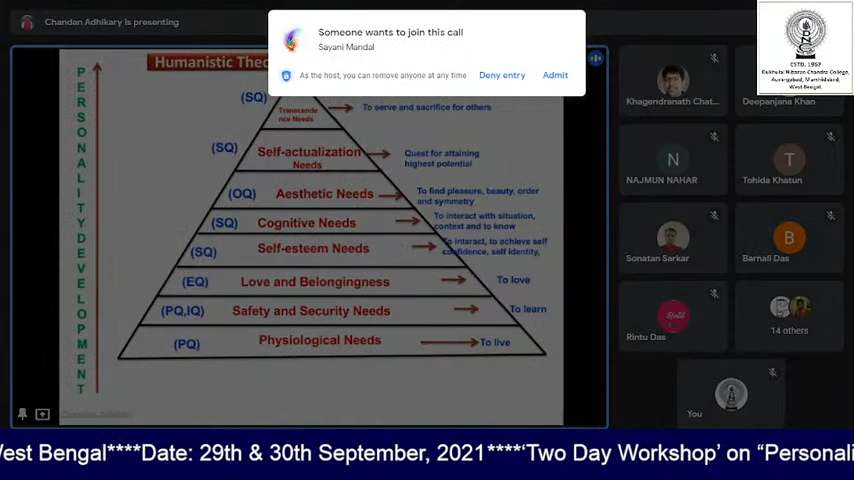 Chandan Adhikary is presenting
Someone wants to join this call
Sayani Mandal
As the host, you can remove anyone at any time
Deny entry
Admit
ESTD. 1967
Dukhulal Nibaran Chandra College,
Aurangabad, Murshidabad,
West Bengal.
PERSONALITY DEVELOPMENT
Humanistic Theo
(SQ)
Transcende
nce Needs
To serve and sacrifice for others
(SQ)
Self-actualization
Needs
Quest for attaining
highest potential
(OQ)
Aesthetic Needs
To find pleasure, beauty, order
and symmetry
(SQ)
Cognitive Needs
To interact with situation,
context and to know
(SQ)
Self-esteem Needs
To interact, to achieve self
confidence, self identity,
(EQ)
Love and Belongingness
To love
(PQ,IQ)
Safety and Security Needs
To learn
(PQ)
Physiological Needs
To live
Chandan Adhikary
Khagendranath Chat...
Deepanjana Khan
N
NAJMUN NAHAR
T
Tohida Khatun
Sonatan Sarkar
B
Barnali Das
Rintu Das
14 others
You
West Bengal****Date: 29th & 30th September, 2021****‘Two Day Workshop’ on “Personali